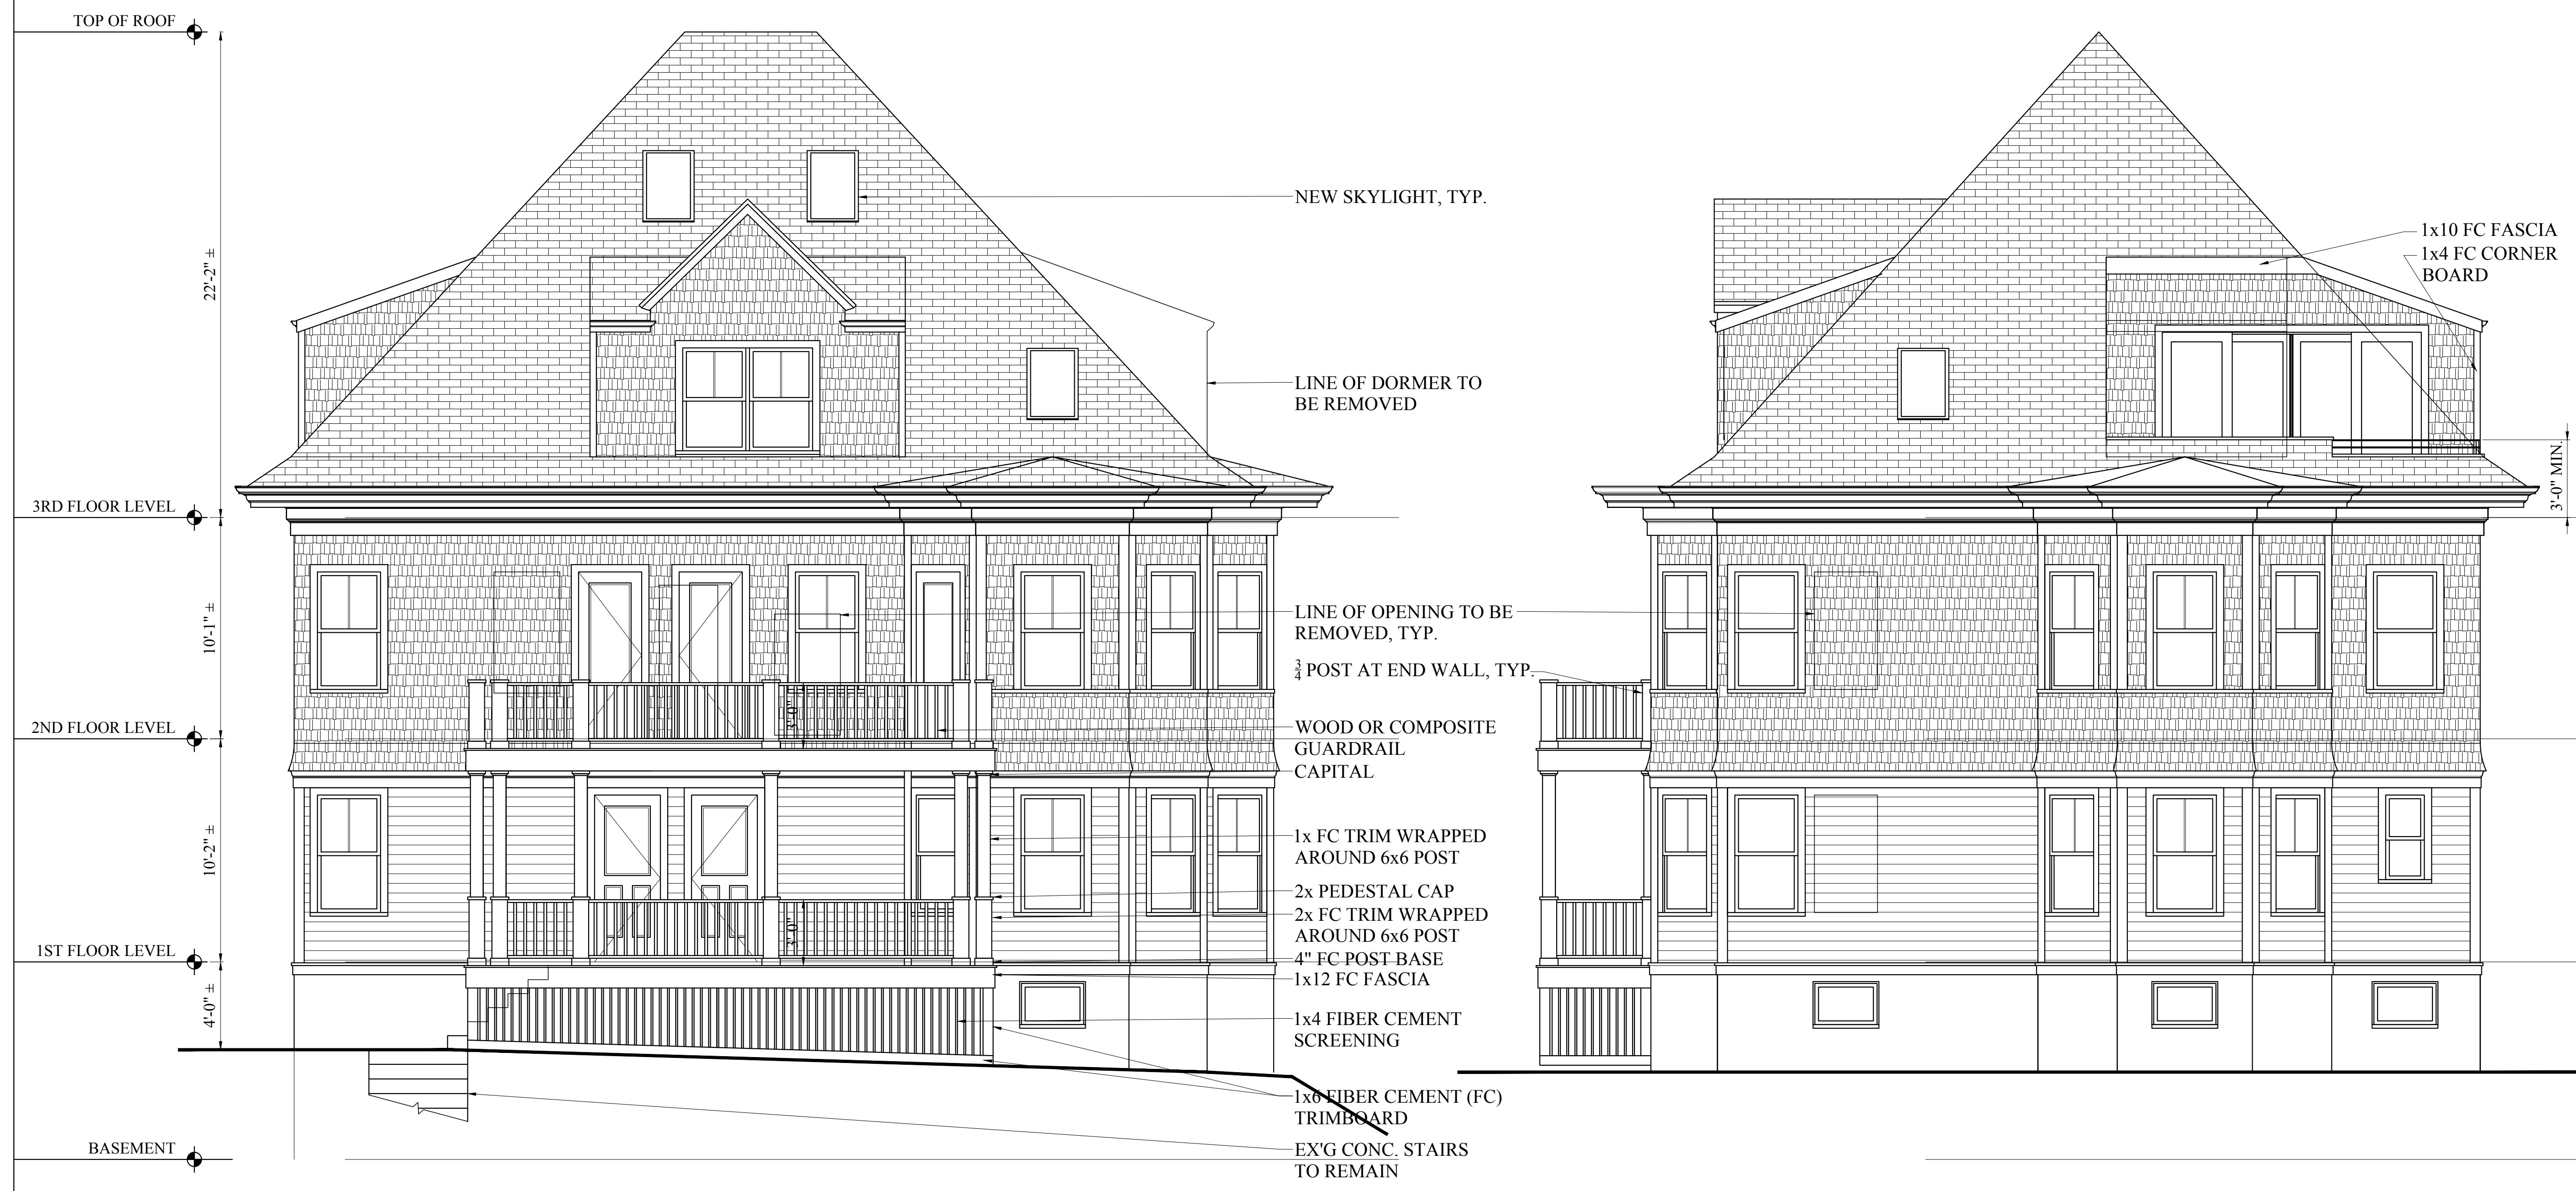 TOP OF ROOF
22'-2" ±
3RD FLOOR LEVEL
10'-1" ±
2ND FLOOR LEVEL
10'-2" ±
1ST FLOOR LEVEL
4'-0" ±
BASEMENT
3'-0"
3'-0"
NEW SKYLIGHT, TYP.
LINE OF DORMER TO
BE REMOVED
LINE OF OPENING TO BE
REMOVED, TYP.
3/4 POST AT END WALL, TYP.
WOOD OR COMPOSITE
GUARDRAIL
CAPITAL
1x FC TRIM WRAPPED
AROUND 6x6 POST
2x PEDESTAL CAP
2x FC TRIM WRAPPED
AROUND 6x6 POST
4" FC POST BASE
1x12 FC FASCIA
1x4 FIBER CEMENT
SCREENING
1x6 FIBER CEMENT (FC)
TRIMBOARD
EX'G CONC. STAIRS
TO REMAIN
1x10 FC FASCIA
1x4 FC CORNER
BOARD
3'-0" MIN.